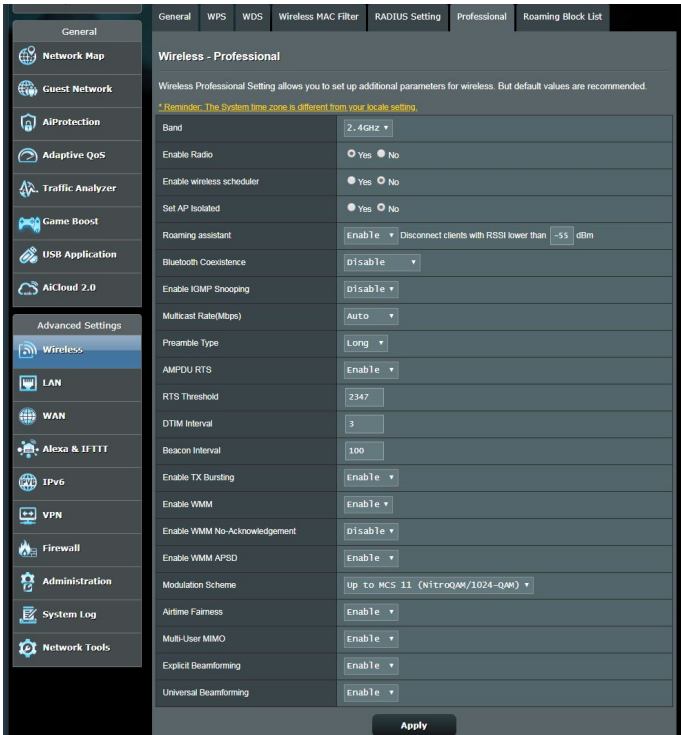 General WPS WDS Wireless MAC Filter RADIUS Setting Professional Roaming Block List
General
Network Map
Guest Network
AiProtection
Adaptive QoS
Traffic Analyzer
Game Boost
USB Application
AiCloud 2.0
Advanced Settings
Wireless
LAN
WAN
Alexa & IFTTT
IPv6
VPN
Firewall
Administration
System Log
Network Tools
Wireless - Professional
Wireless Professional Setting allows you to set up additional parameters for wireless. But default values are recommended.
* Reminder: The System time zone is different from your locale setting.
Band 2.4GHz
Enable Radio Yes No
Enable wireless scheduler Yes No
Set AP Isolated Yes No
Roaming assistant Enable Disconnect clients with RSSI lower than -55 dBm
Bluetooth Coexistence Disable
Enable IGMP Snooping Disable
Multicast Rate(Mbps) Auto
Preamble Type Long
AMPDU RTS Enable
RTS Threshold 2347
DTIM Interval 3
Beacon Interval 100
Enable TX Bursting Enable
Enable WMM Enable
Enable WMM No-Acknowledgement Disable
Enable WMM APSD Enable
Modulation Scheme Up to MCS 11 (NitroQAM/1024-QAM)
Airtime Fairness Enable
Multi-User MIMO Enable
Explicit Beamforming Enable
Universal Beamforming Enable
Apply